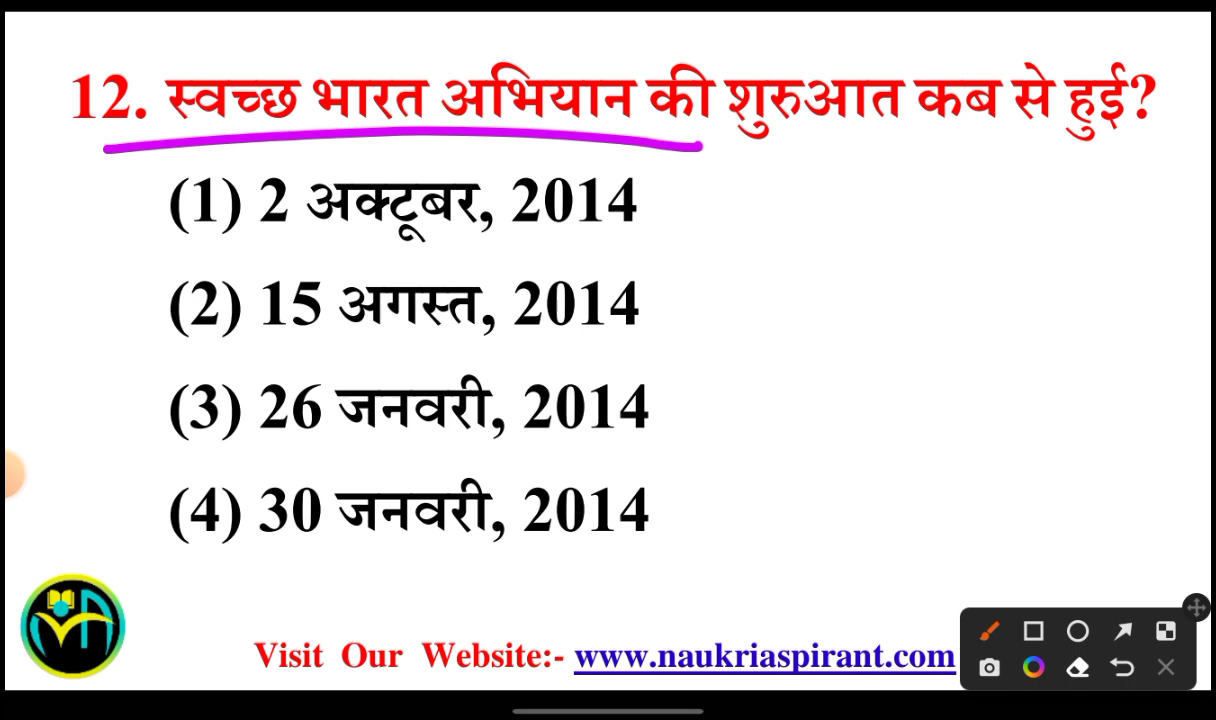 12. स्वच्छ भारत अभियान की शुरुआत कब से हुई?
(1) 2 अक्टूबर, 2014
(2) 15 अगस्त, 2014
(3) 26 जनवरी, 2014
(4) 30 जनवरी, 2014
Visit Our Website:- www.naukriaspirant.com